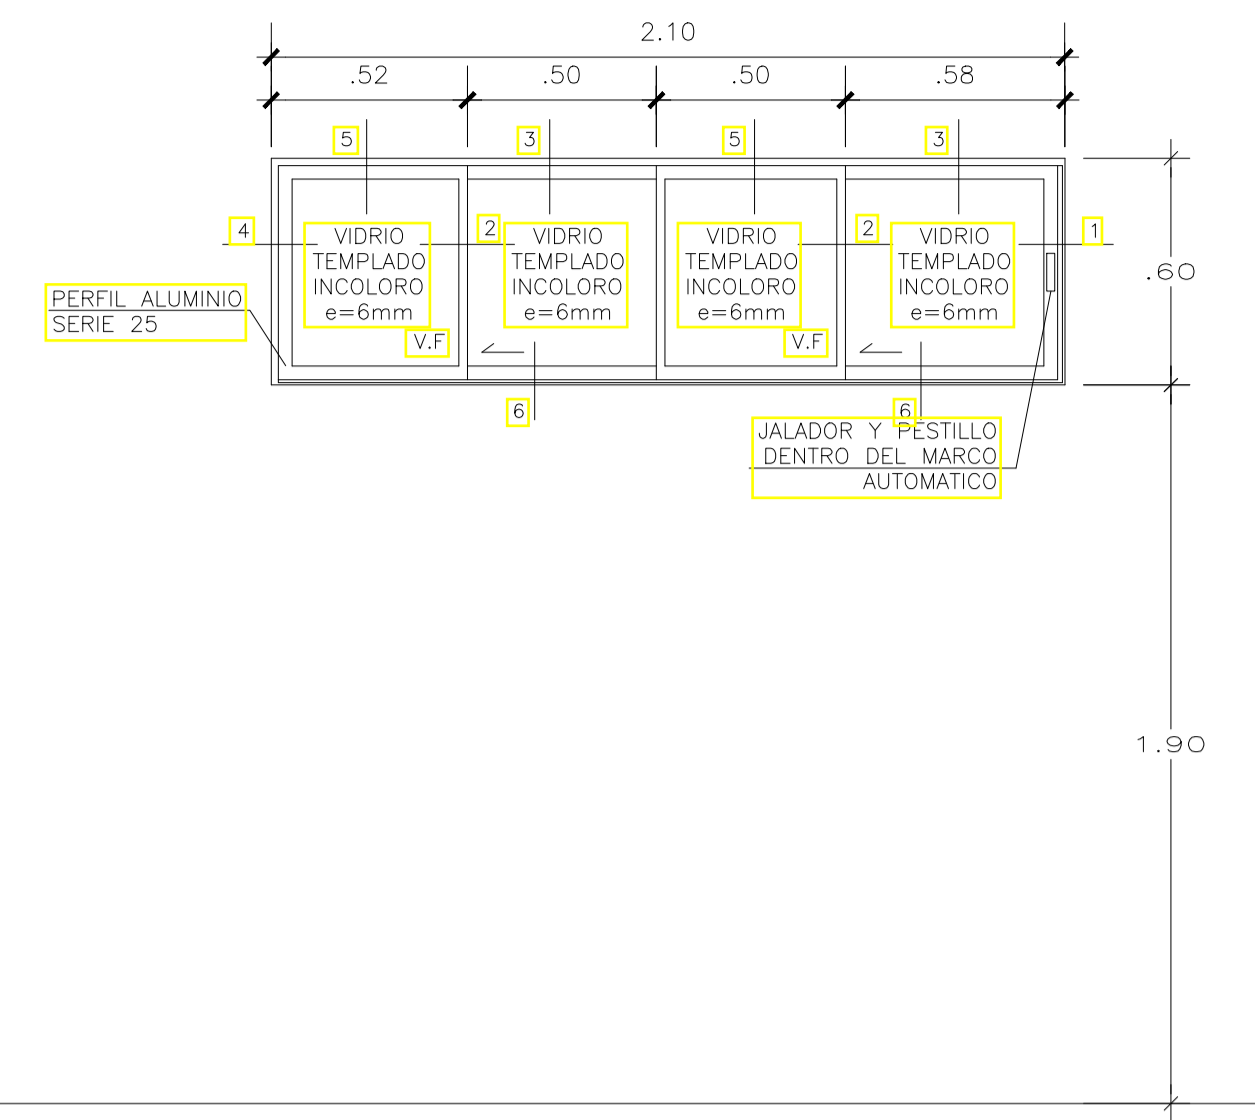 2.10
.52 .50 .50 .58
5 3 5 3
4 2 2 1
VIDRIO
TEMPLADO
INCOLORO
e=6mm
V.F
VIDRIO
TEMPLADO
INCOLORO
e=6mm
VIDRIO
TEMPLADO
INCOLORO
e=6mm
V.F
VIDRIO
TEMPLADO
INCOLORO
e=6mm
.60
PERFIL ALUMINIO
SERIE 25
6 6
JALADOR Y PESTILLO
DENTRO DEL MARCO
AUTOMATICO
1.90